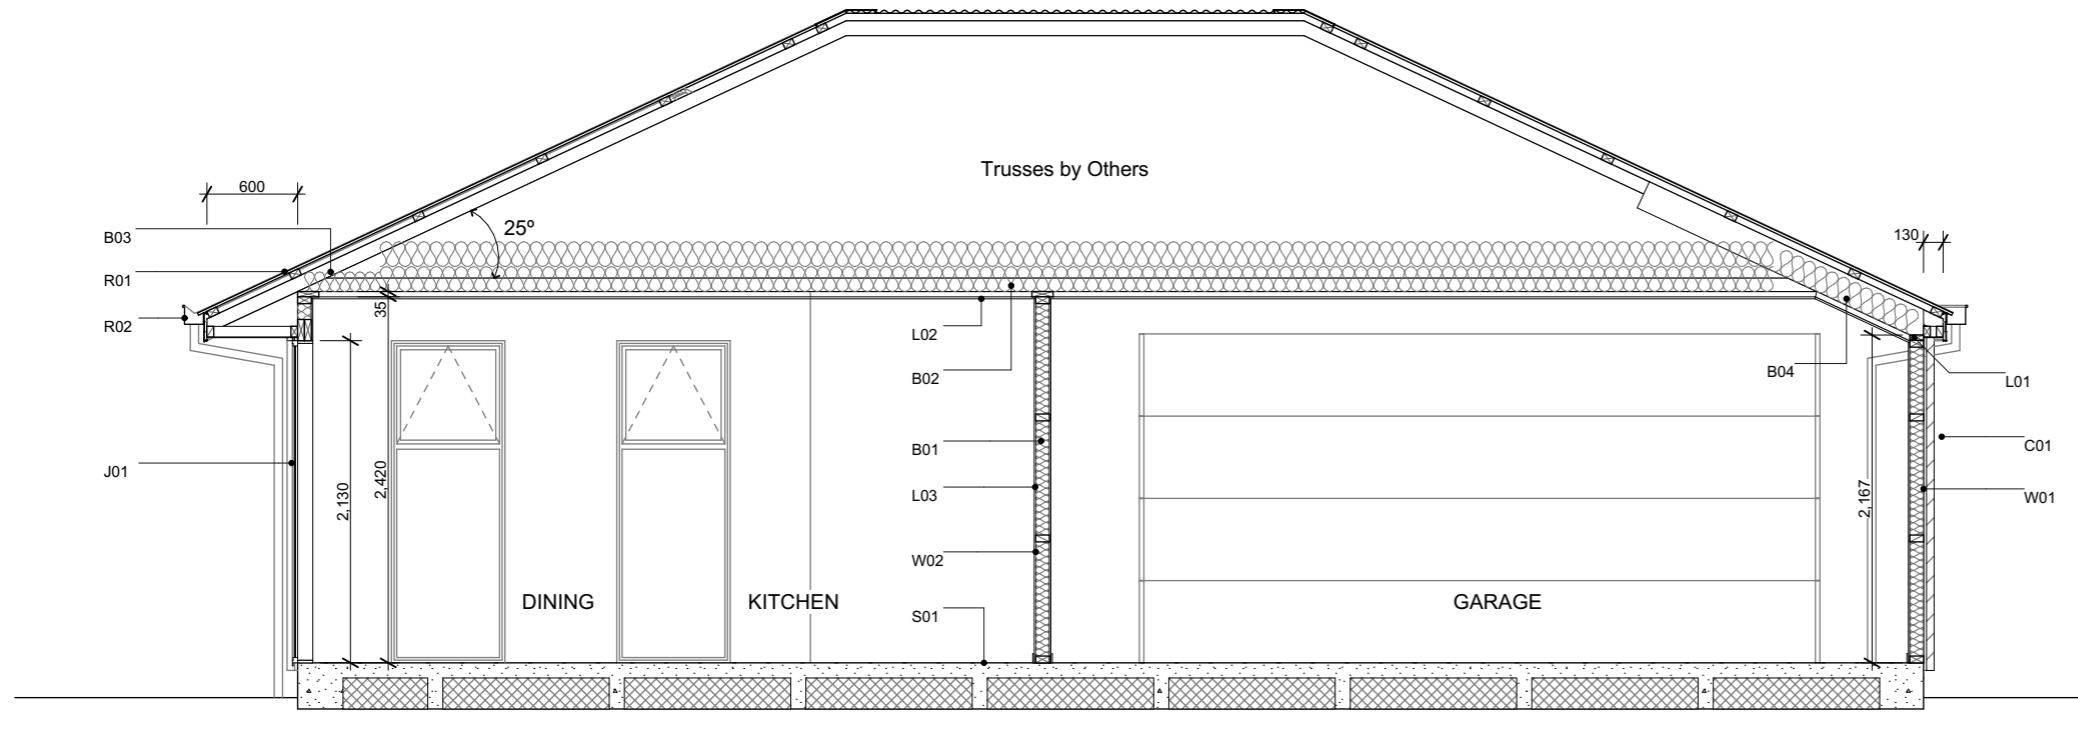 Trusses by Others
600
25º
B03
130
R01
R02
35
L02
B02
B04
L01
B01
C01
J01
2,130
2,420
L03
2,167
W01
W02
DINING
KITCHEN
GARAGE
S01